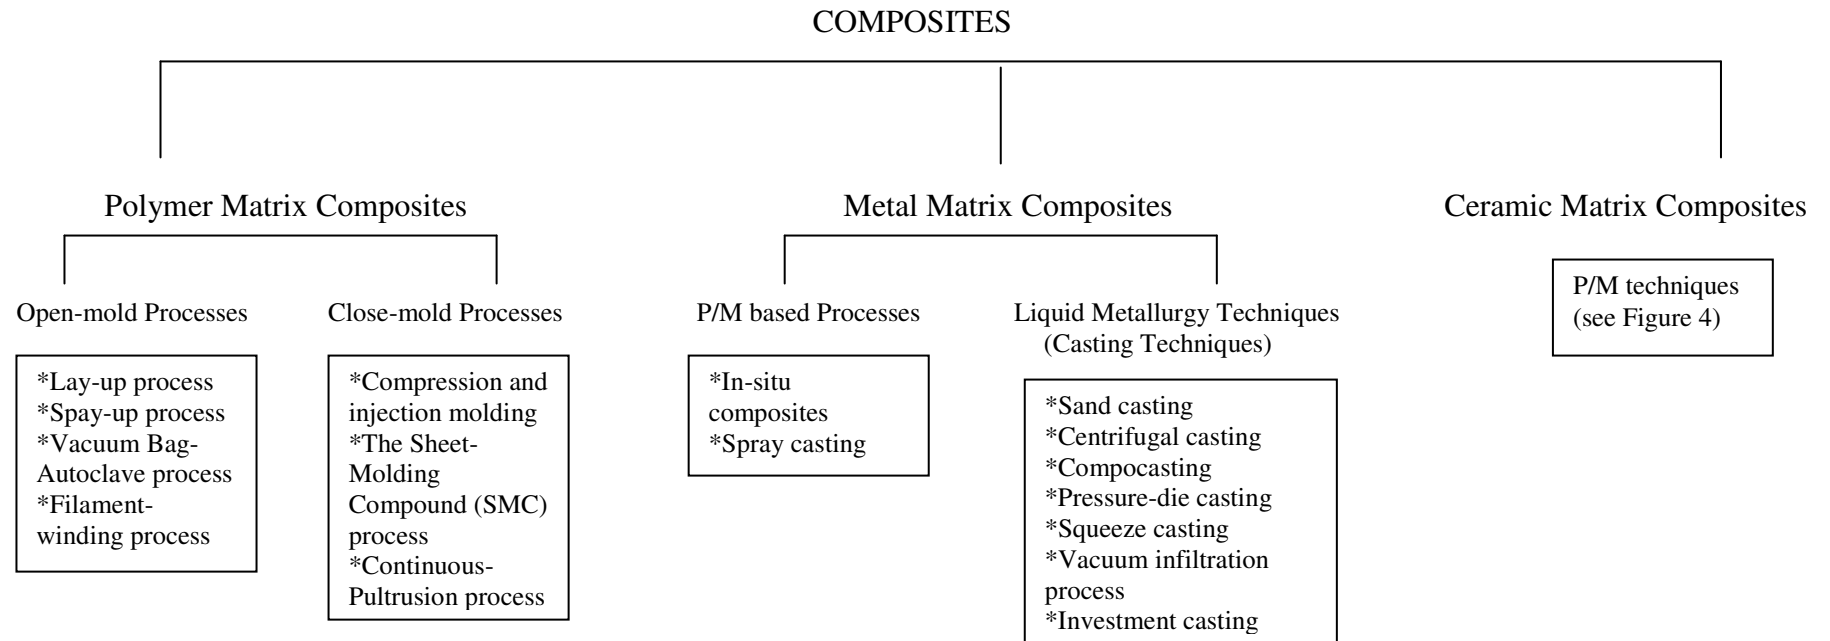 COMPOSITES
Polymer Matrix Composites
Metal Matrix Composites
Ceramic Matrix Composites
Open-mold Processes
*Lay-up process
*Spay-up process
*Vacuum Bag-
Autoclave process
*Filament-
winding process
Close-mold Processes
*Compression and
injection molding
*The Sheet-
Molding
Compound (SMC)
process
*Continuous-
Pultrusion process
P/M based Processes
*In-situ
composites
*Spray casting
Liquid Metallurgy Techniques
(Casting Techniques)
*Sand casting
*Centrifugal casting
*Compocasting
*Pressure-die casting
*Squeeze casting
*Vacuum infiltration
process
*Investment casting
P/M techniques
(see Figure 4)